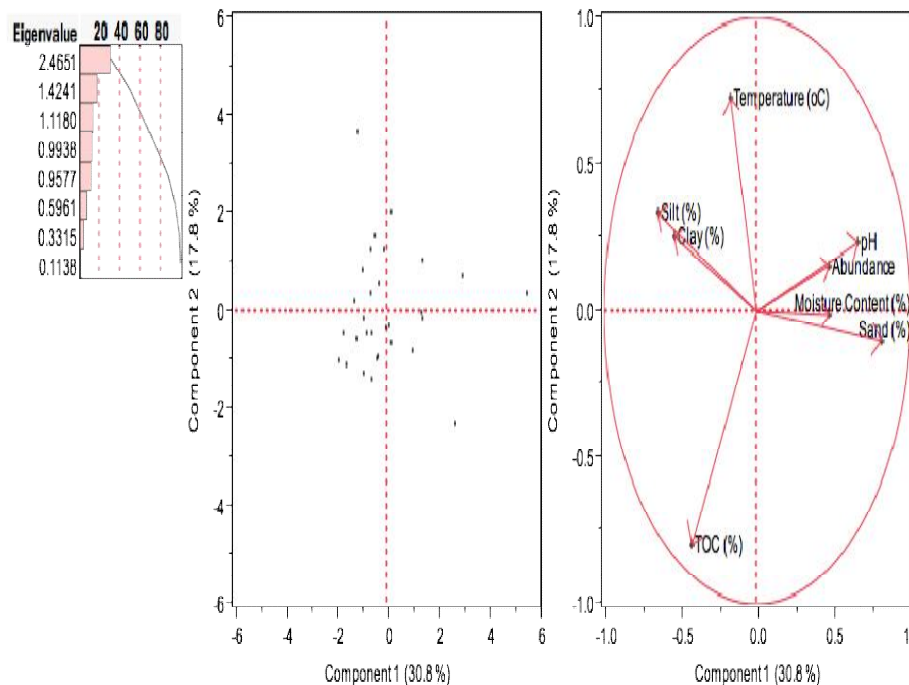 Eigenvalue
20 40 60 80
2.4651
1.4241
1.1180
0.9938
0.9577
0.5961
0.3315
0.1138
Component 2 (17.8 %)
6
4
2
0
-2
-4
-6
-6 -4 -2 0 2 4 6
Component 1 (30.8 %)
Component 2 (17.8 %)
1.0
0.5
0.0
-0.5
-1.0
Temperature (oC)
Silt (%)
Clay (%)
pH
Abundance
Moisture Content (%)
Sand (%)
TOC (%)
-1.0 -0.5 0.0 0.5 1
Component 1 (30.8 %)